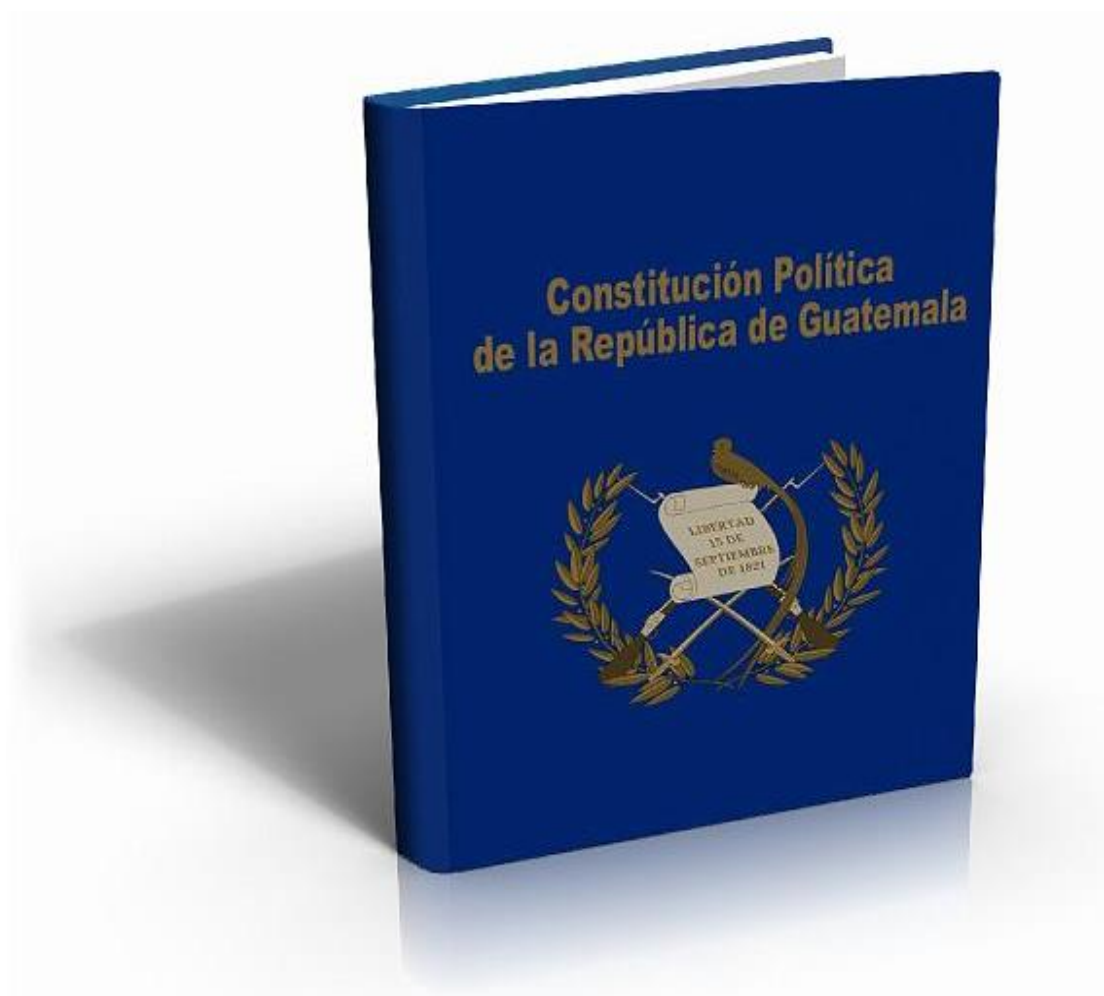 Constitución Política
de la República de Guatemala
LIBERTAD
15 DE
SEPTIEMBRE
DE 1821